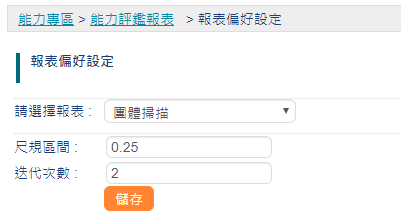 能力專區 > 能力評鑑報表 > 報表偏好設定
報表偏好設定
請選擇報表 : 團體掃描
尺規區間 : 0.25
迭代次數 : 2
儲存